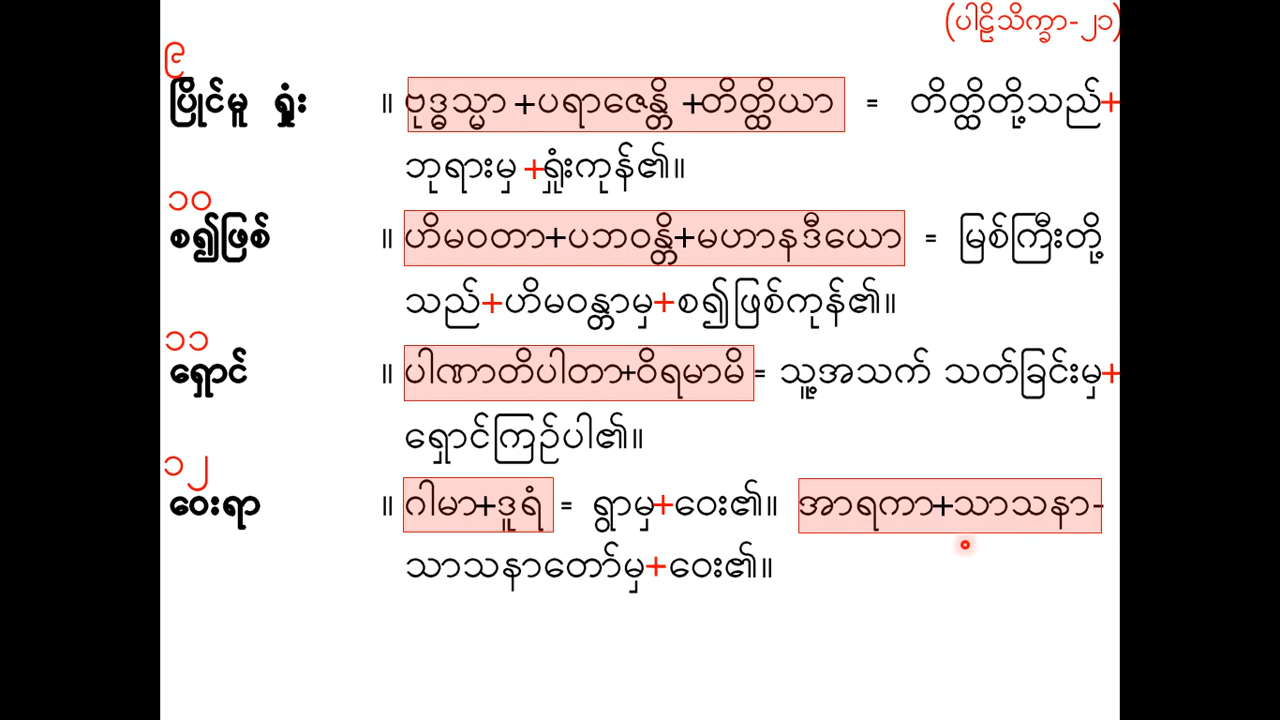 (ပါဠိသိက္ခာ-၂၁)
၉
ပြိုင်မူ ရှုံး ။ ဗုဒ္ဓသ္မာ +ပရာဇေန္တိ +တိတ္ထိယာ = တိတ္ထိတို့သည်+
ဘုရားမှ +ရှုံးကုန်၏။
၁၀
စ၍ဖြစ် ။ ဟိမဝတာ+ပဘဝန္တိ+မဟာနဒီယော = မြစ်ကြီးတို့
သည်+ဟိမဝန္တာမှ+စ၍ဖြစ်ကုန်၏။
၁၁
ရှောင် ။ ပါဏာတိပါတာ+ဝိရမာမိ = သူ့အသက် သတ်ခြင်းမှ+
ရှောင်ကြဉ်ပါ၏။
၁၂
ဝေးရာ ။ ဂါမာ+ဒူရံ = ရွာမှ+ဝေး၏။ အာရကာ+သာသနာ-
သာသနာတော်မှ+ဝေး၏။